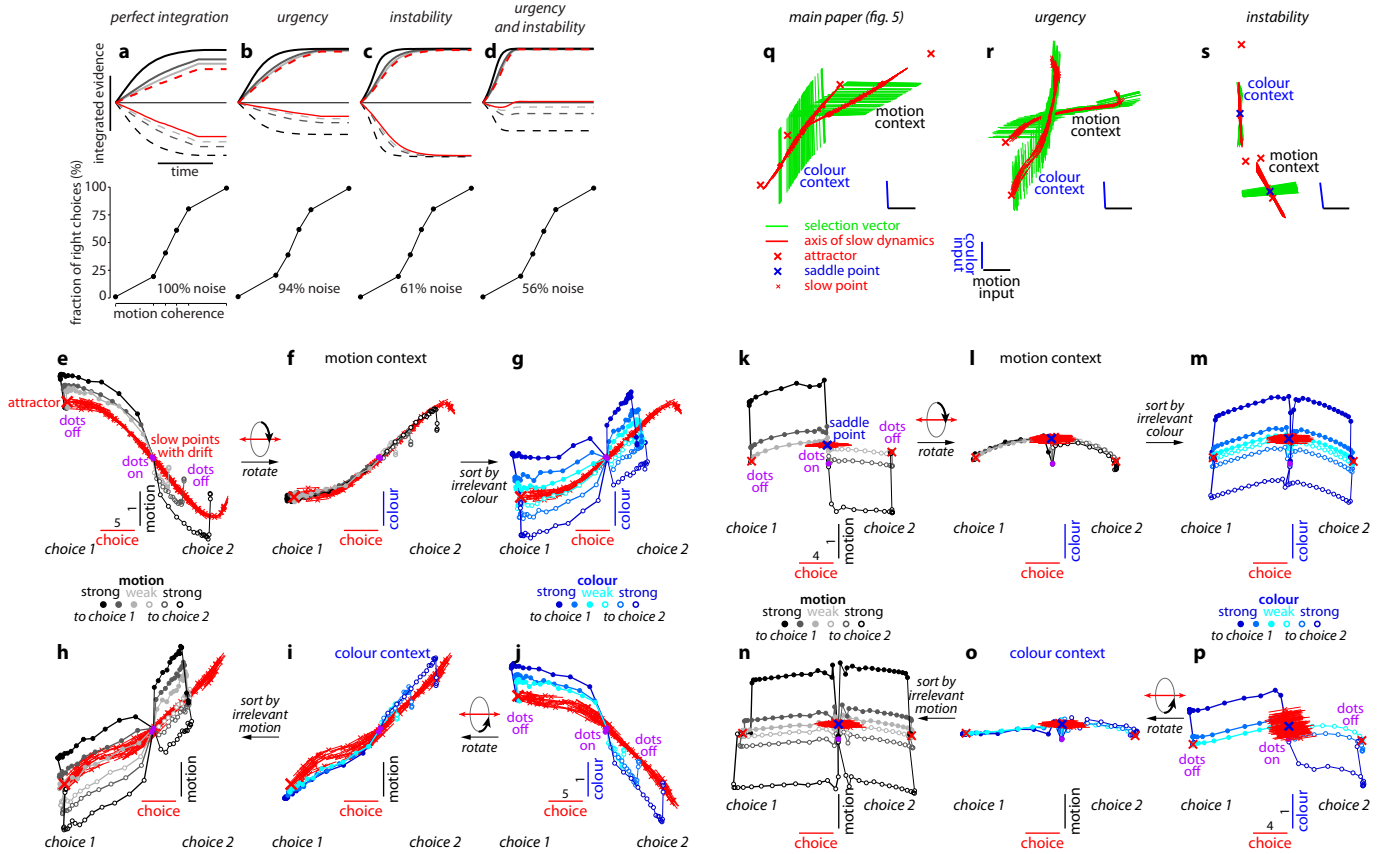 perfect integration
urgency
instability
urgency
and instability
a
b
c
d
integrated evidence
time
fraction of right choices (%)
100
75
50
25
0
100% noise
94% noise
61% noise
56% noise
motion coherence
main paper (fig. 5)
urgency
instability
q
r
s
motion
context
colour
context
motion
context
colour
context
colour
context
motion
context
selection vector
axis of slow dynamics
attractor
saddle point
slow point
color
input
motion
input
e
f
motion context
g
attractor
dots
off
slow points
with drift
dots
on
dots
off
5
1
motion
choice
choice 1
choice 2
rotate
colour
choice
choice 1
choice 2
sort by
irrelevant
colour
colour
choice
choice 1
choice 2
motion
strong weak strong
to choice 1 to choice 2
colour
strong weak strong
to choice 1 to choice 2
h
i
colour context
j
motion
choice
choice 1
choice 2
sort by
irrelevant
motion
motion
choice
choice 1
choice 2
rotate
dots
off
dots
on
dots
off
5
1
colour
choice
choice 1
choice 2
k
l
motion context
m
saddle
point
dots
off
dots
on
dots
off
choice 1
choice 2
4
1
motion
choice
rotate
choice 1
choice 2
colour
choice
sort by
irrelevant
colour
choice 1
choice 2
colour
choice
motion
strong weak strong
to choice 1 to choice 2
colour
strong weak strong
to choice 1 to choice 2
n
o
colour context
p
choice 1
choice 2
motion
choice
sort by
irrelevant
motion
choice 1
choice 2
motion
choice
rotate
dots
off
dots
on
dots
off
choice 1
choice 2
4
1
colour
choice